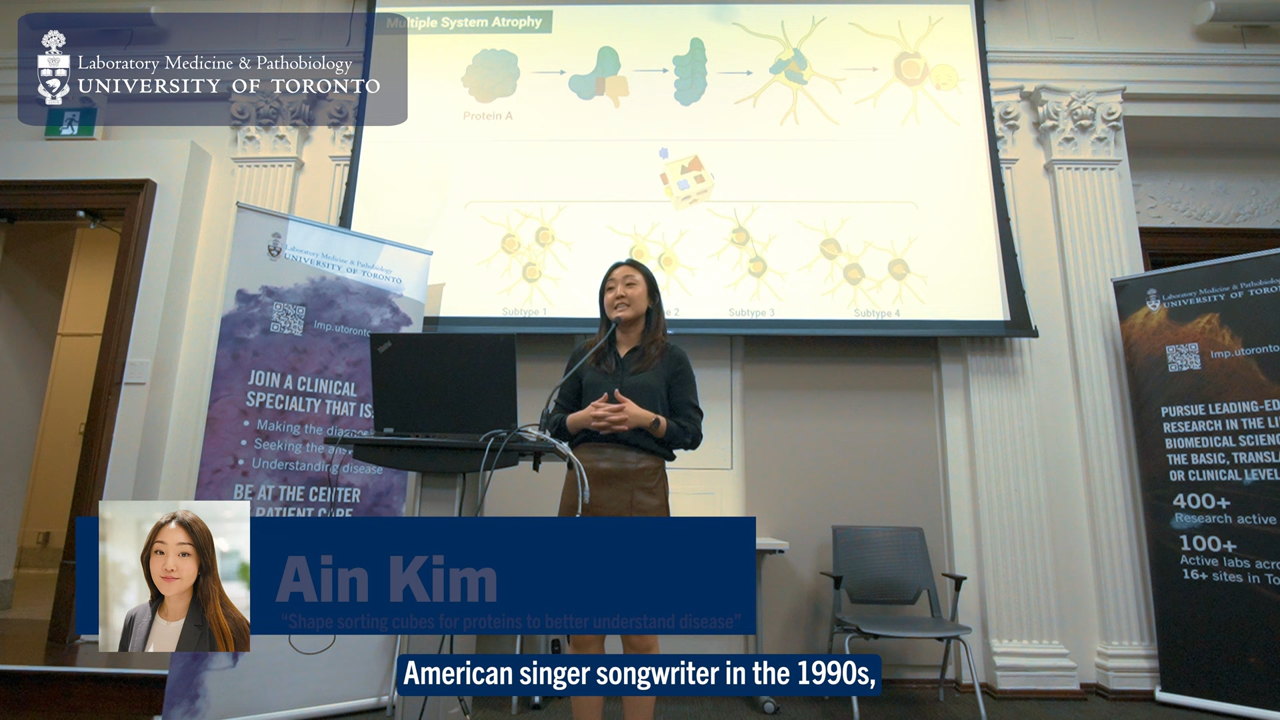 Multiple System Atrophy
Laboratory Medicine & Pathobiology
UNIVERSITY OF TORONTO
Protein A
Subtype 1
2
Subtype 3
Subtype 4
Laboratory Medicine & Pathobiology
UNIVERSITY OF TORONTO
lmp.utoronto
JOIN A CLINICAL
SPECIALTY THAT IS:
• Making the diagnos
• Seeking the ans
• Understanding disease
BE AT THE CENTER
PATIENT CARE
Laboratory Medicine &
UNIVERSITY OF TORON
lmp.utoronto
PURSUE LEADING-ED
RESEARCH IN THE L
BIOMEDICAL SCIENC
THE BASIC, TRANSLA
OR CLINICAL LEVEL
400+
Research active
100+
Active labs acro
16+ sites in To
Ain Kim
"Shape sorting cubes for proteins to better understand disease"
American singer songwriter in the 1990s,